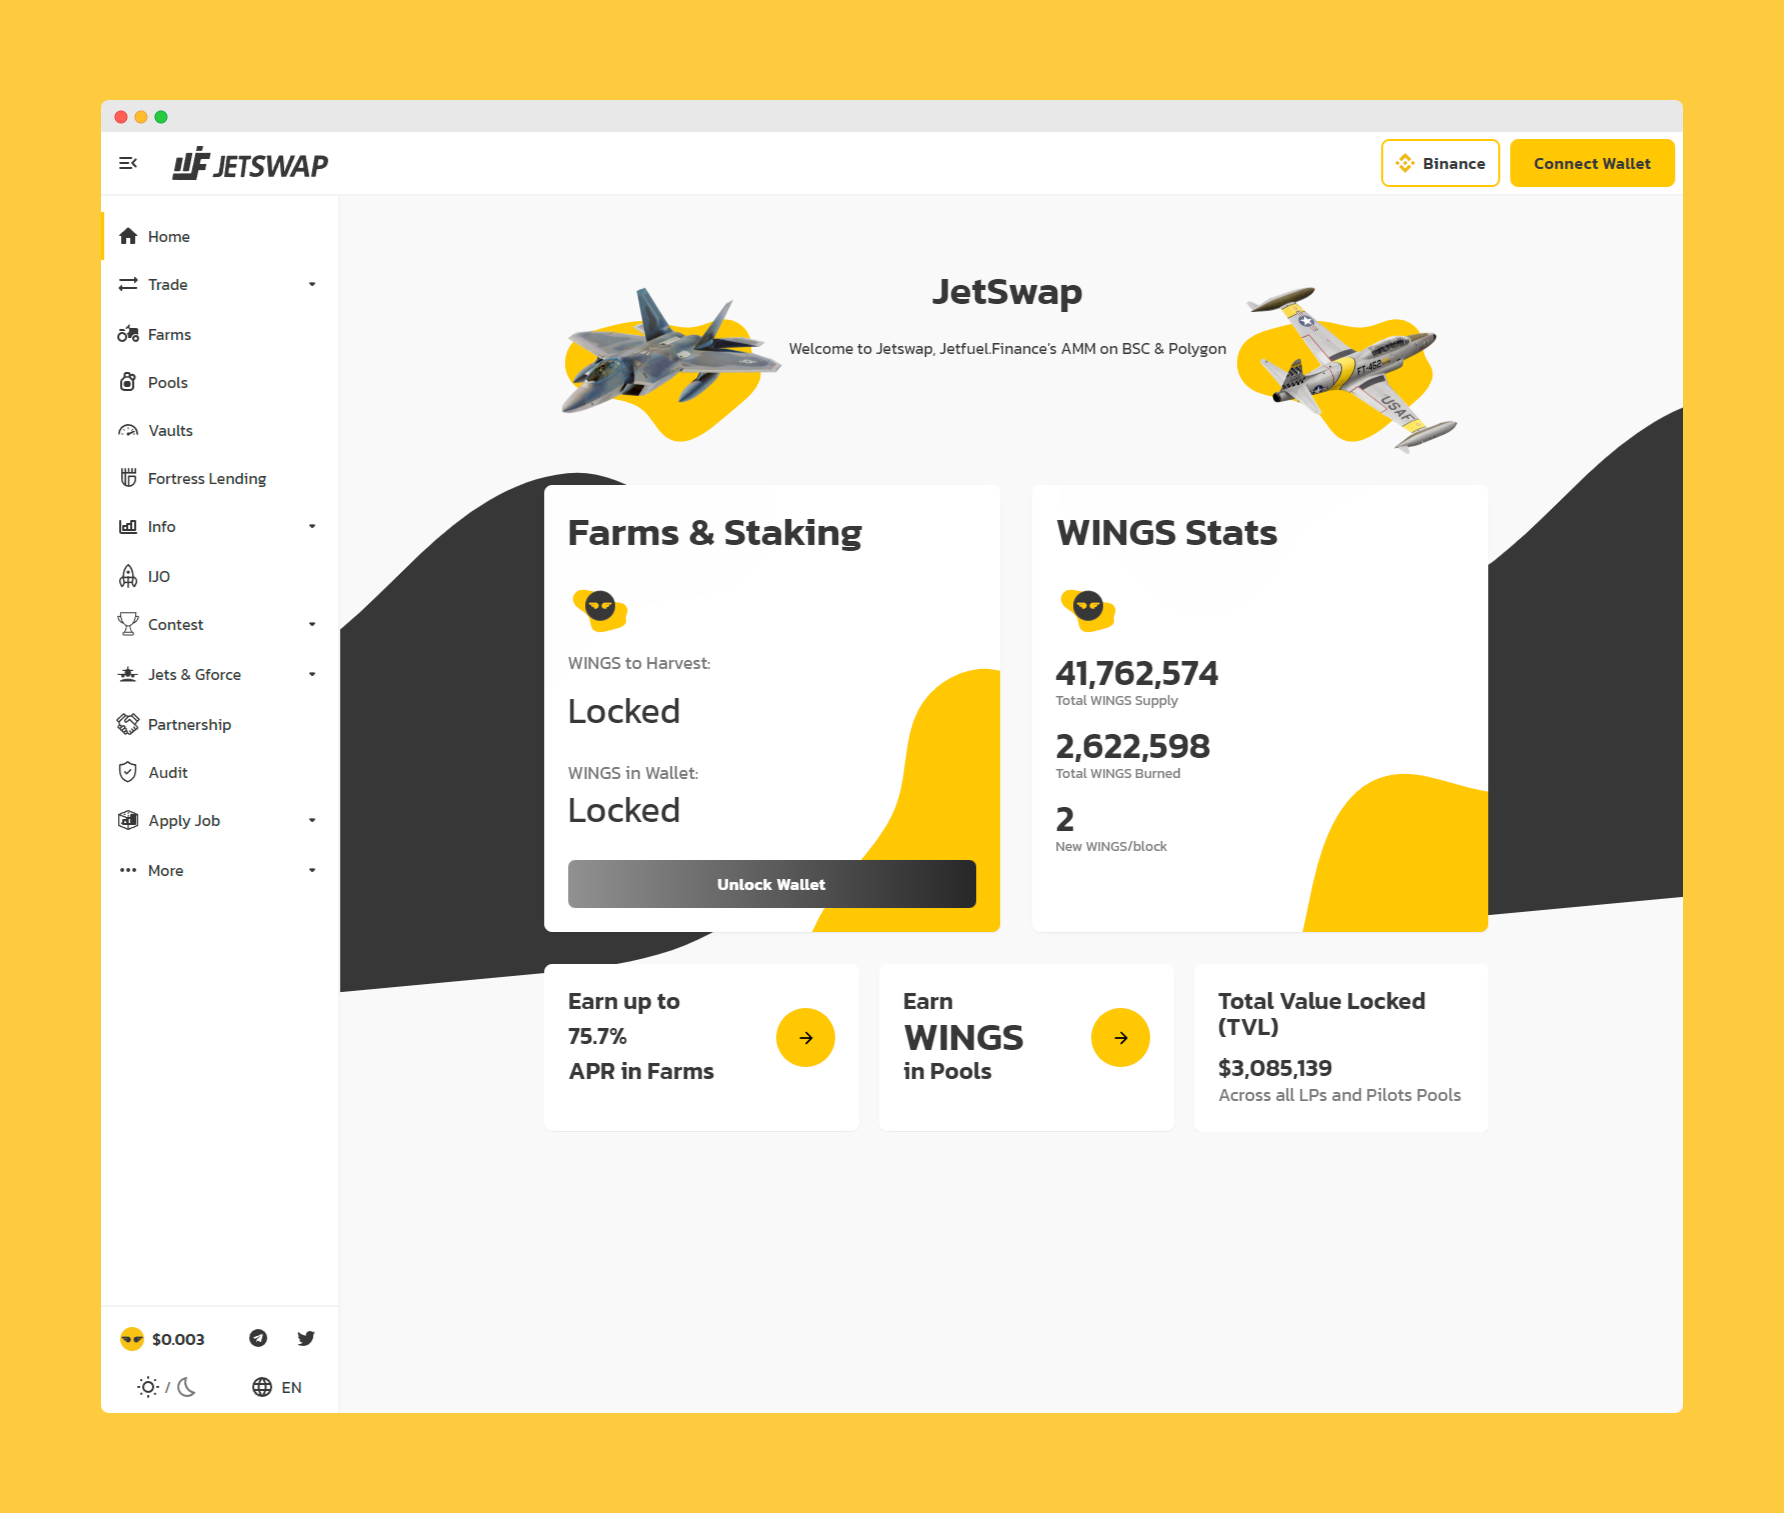 JETSWAP
Binance
Connect Wallet
Home
Trade
Farms
Pools
Vaults
Fortress Lending
Info
IJO
Contest
Jets & Gforce
Partnership
Audit
Apply Job
More
$0.003
/
EN
JetSwap
Welcome to Jetswap, Jetfuel.Finance's AMM on BSC & Polygon
FT-452
USAF
Farms & Staking
WINGS to Harvest:
Locked
WINGS in Wallet:
Locked
Unlock Wallet
WINGS Stats
41,762,574
Total WINGS Supply
2,622,598
Total WINGS Burned
2
New WINGS/block
Earn up to
75.7%
APR in Farms
Earn
WINGS
in Pools
Total Value Locked
(TVL)
$3,085,139
Across all LPs and Pilots Pools